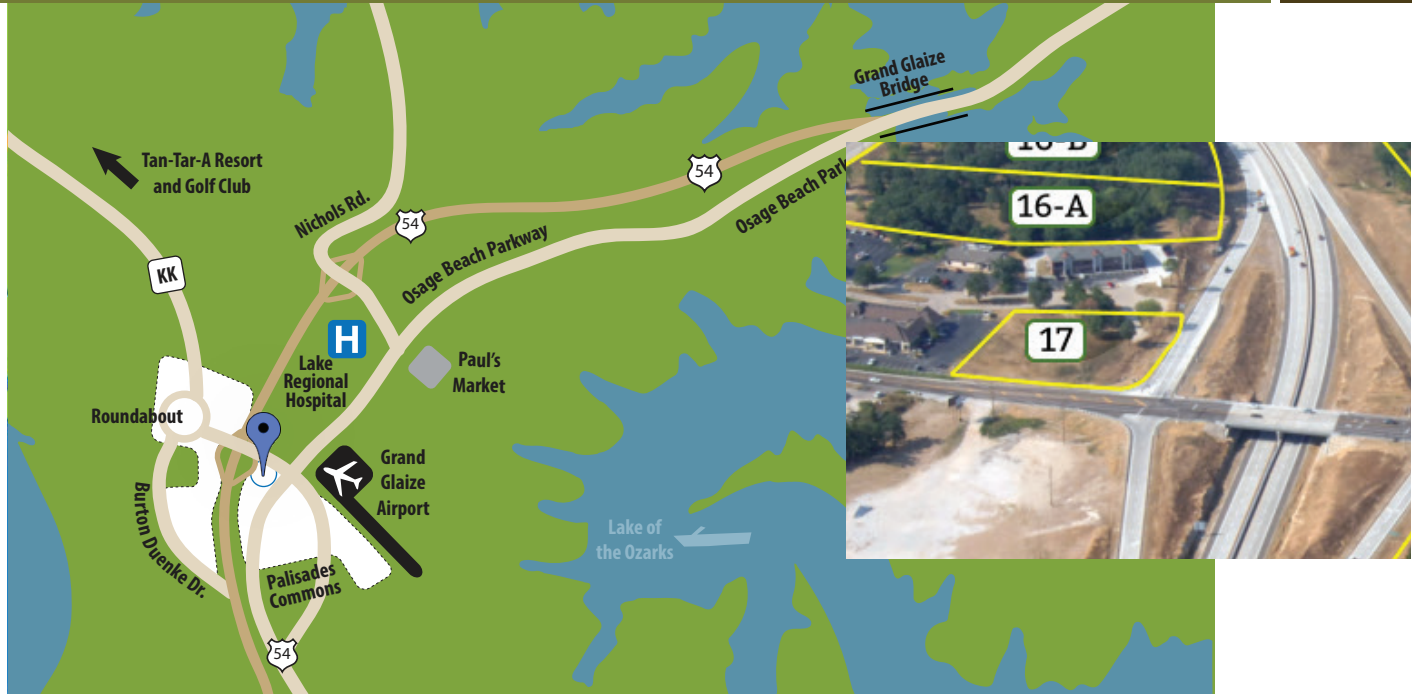 Grand Glaize
Bridge
Tan-Tar-A Resort
and Golf Club
54
Nichols Rd.
54
Osage Beach Park
16-B
16-A
Osage Beach Parkway
KK
H
17
Lake
Regional
Hospital
Paul's
Market
Roundabout
Grand
Glaize
Airport
Burton Duenke Dr.
Lake of
the Ozarks
Palisades
Commons
54